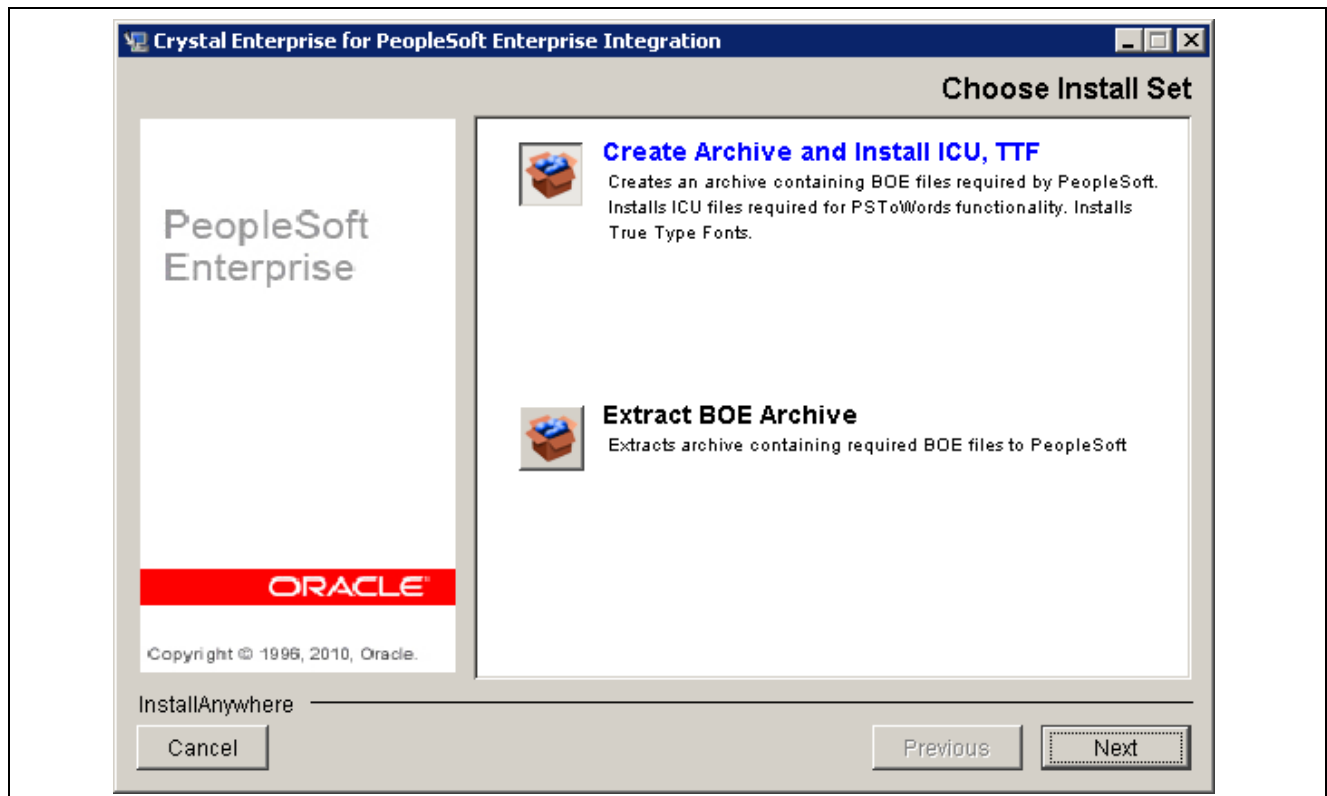 Crystal Enterprise for PeopleSoft Enterprise Integration
Choose Install Set
PeopleSoft
Enterprise
ORACLE
Copyright © 1996, 2010, Oracle.
Create Archive and Install ICU, TTF
Creates an archive containing BOE files required by PeopleSoft.
Installs ICU files required for PSToWords functionality. Installs
True Type Fonts.
Extract BOE Archive
Extracts archive containing required BOE files to PeopleSoft
InstallAnywhere
Cancel
Previous
Next